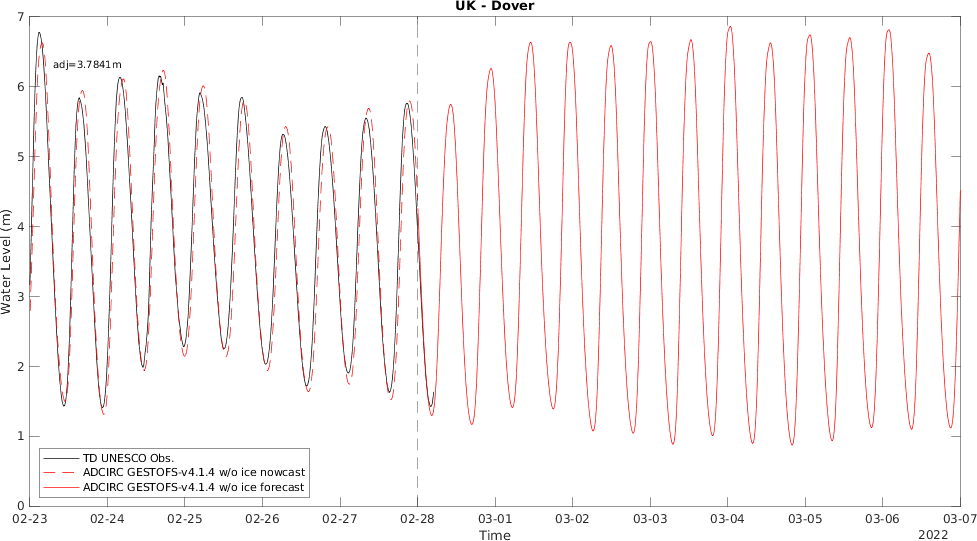 UK - Dover
7
6
5
4
3
2
1
0
Water Level (m)
adj=3.7841m
TD UNESCO Obs.
ADCIRC GESTOFS-v4.1.4 w/o ice nowcast
ADCIRC GESTOFS-v4.1.4 w/o ice forecast
02-23 02-24 02-25 02-26 02-27 02-28 03-01 03-02 03-03 03-04 03-05 03-06 03-07
Time
2022